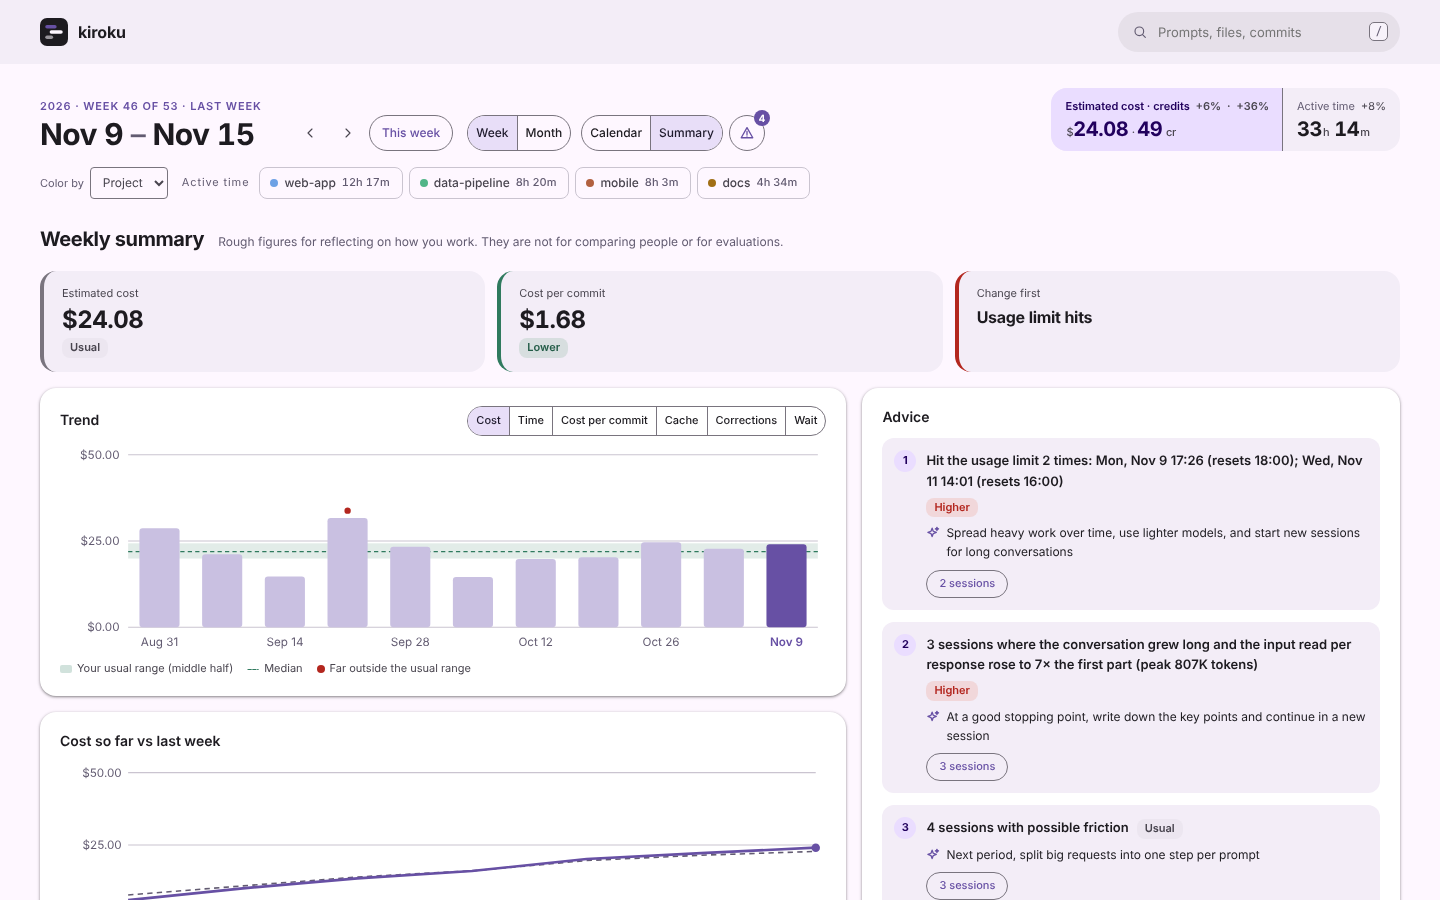 kiroku
Prompts, files, commits
/
2026 · WEEK 46 OF 53 · LAST WEEK
Nov 9 – Nov 15
This week
Week
Month
Calendar
Summary
4
Estimated cost · credits +6% · +36%
$24.08 · 49 cr
Active time +8%
33h 14m
Color by
Project
Active time
web-app 12h 17m
data-pipeline 8h 20m
mobile 8h 3m
docs 4h 34m
Weekly summary
Rough figures for reflecting on how you work. They are not for comparing people or for evaluations.
Estimated cost
$24.08
Usual
Cost per commit
$1.68
Lower
Change first
Usage limit hits
Trend
Cost
Time
Cost per commit
Cache
Corrections
Wait
$50.00
$25.00
$0.00
Aug 31
Sep 14
Sep 28
Oct 12
Oct 26
Nov 9
Your usual range (middle half)
Median
Far outside the usual range
Cost so far vs last week
$50.00
$25.00
Advice
1
Hit the usage limit 2 times: Mon, Nov 9 17:26 (resets 18:00); Wed, Nov
11 14:01 (resets 16:00)
Higher
Spread heavy work over time, use lighter models, and start new sessions
for long conversations
2 sessions
2
3 sessions where the conversation grew long and the input read per
response rose to 7× the first part (peak 807K tokens)
Higher
At a good stopping point, write down the key points and continue in a new
session
3 sessions
3
4 sessions with possible friction
Usual
Next period, split big requests into one step per prompt
3 sessions